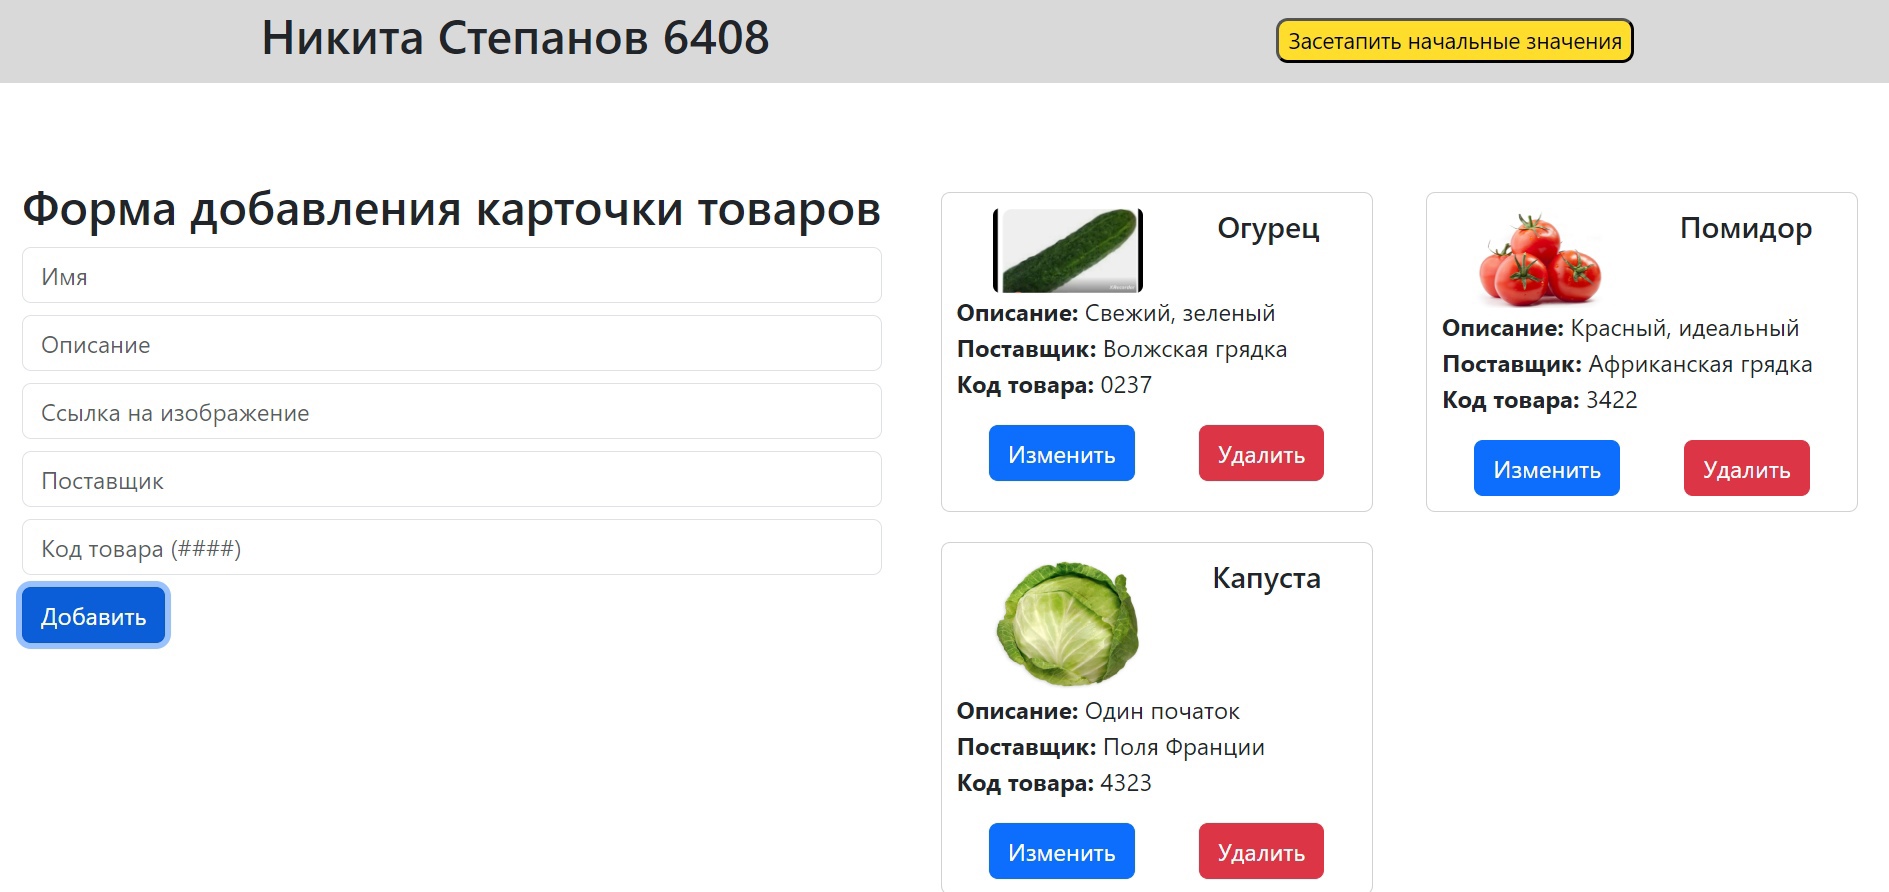 Никита Степанов 6408
Засетапить начальные значения
Форма добавления карточки товаров
Имя
Описание
Ссылка на изображение
Поставщик
Код товара (####)
Добавить
Огурец
Описание: Свежий, зеленый
Поставщик: Волжская грядка
Код товара: 0237
Изменить
Удалить
Помидор
Описание: Красный, идеальный
Поставщик: Африканская грядка
Код товара: 3422
Изменить
Удалить
Капуста
Описание: Один початок
Поставщик: Поля Франции
Код товара: 4323
Изменить
Удалить